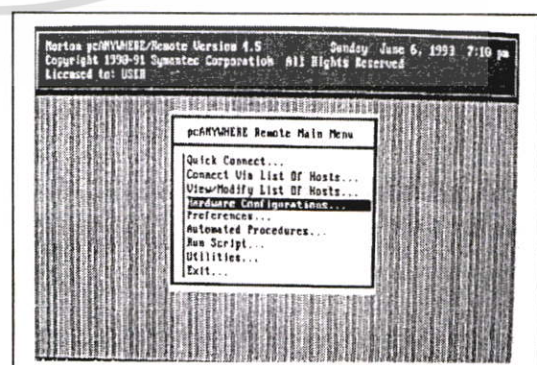 Norton pcANYWHERE/Remote Version 4.5 Sunday June 6, 1993 7:10 pm
Copyright 1990-91 Symantec Corporation All Rights Reserved
Licensed to: USER
pcANYWHERE Remote Main Menu
Quick Connect...
Connect Via List Of Hosts...
View/Modify List Of Hosts...
Hardware Configurations...
Preferences...
Automated Procedures...
Run Script...
Utilities...
Exit...